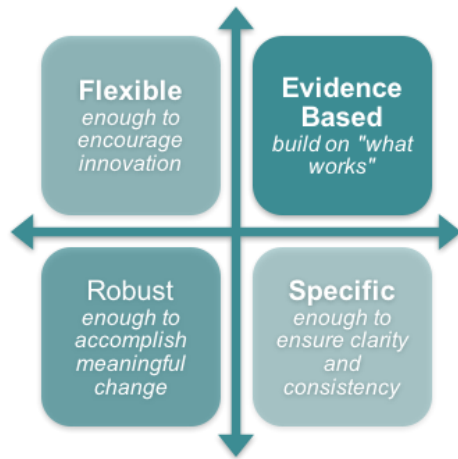 Flexible
enough to
encourage
innovation
Evidence
Based
build on "what
works"
Robust
enough to
accomplish
meaningful
change
Specific
enough to
ensure clarity
and
consistency